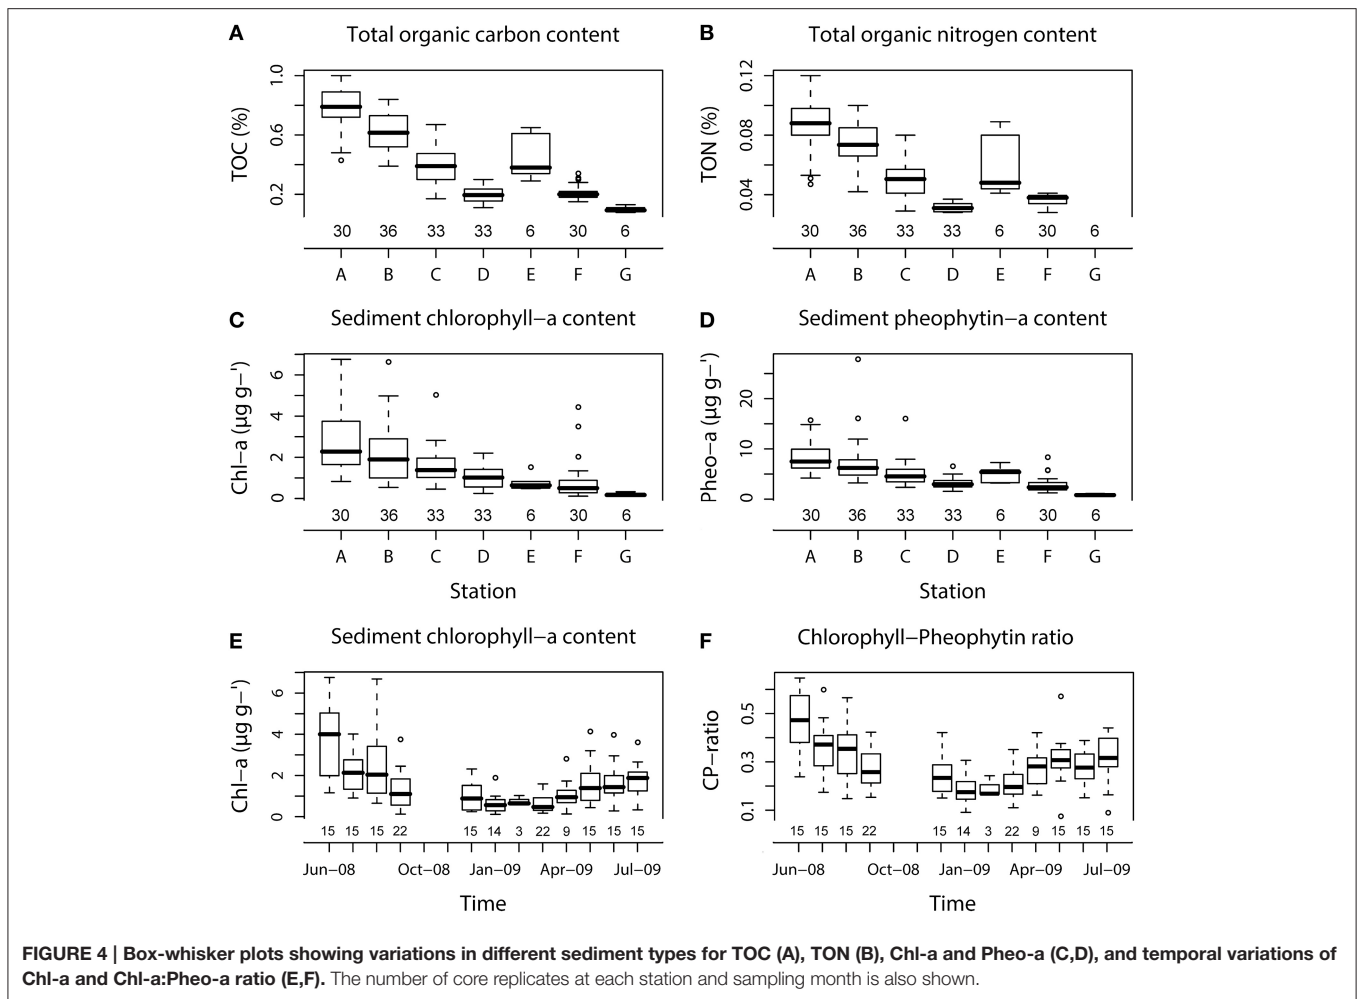 A Total organic carbon content
B Total organic nitrogen content
TOC (%)
1.0
0.6
0.2
30 36 33 33 6 30 6
A B C D E F G
TON (%)
0.12
0.08
0.04
30 36 33 33 6 30 6
A B C D E F G
C Sediment chlorophyll–a content
D Sediment pheophytin–a content
Chl–a (μg g–¹)
6
4
2
0
30 36 33 33 6 30 6
A B C D E F G
Station
Pheo–a (μg g–¹)
20
10
0
30 36 33 33 6 30 6
A B C D E F G
Station
E Sediment chlorophyll–a content
F Chlorophyll–Pheophytin ratio
Chl–a (μg g–¹)
6
4
2
0
15 15 15 22 15 14 3 22 9 15 15 15
Jun–08 Oct–08 Jan–09 Apr–09 Jul–09
Time
CP–ratio
0.5
0.3
0.1
15 15 15 22 15 14 3 22 9 15 15 15
Jun–08 Oct–08 Jan–09 Apr–09 Jul–09
Time
FIGURE 4 | Box-whisker plots showing variations in different sediment types for TOC (A), TON (B), Chl-a and Pheo-a (C,D), and temporal variations of
Chl-a and Chl-a:Pheo-a ratio (E,F). The number of core replicates at each station and sampling month is also shown.